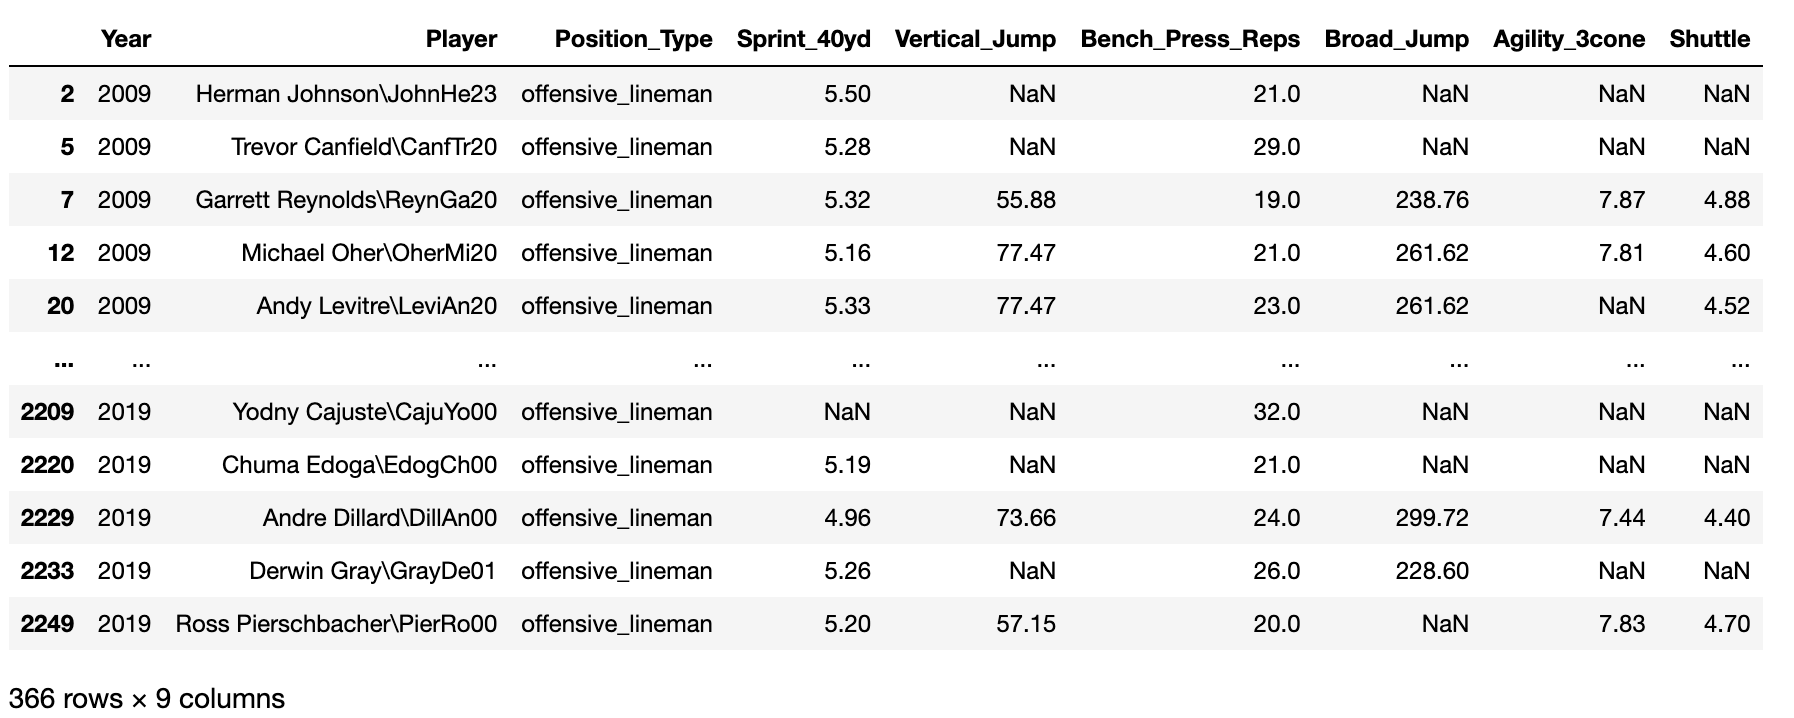 Year Player Position_Type Sprint_40yd Vertical_Jump Bench_Press_Reps Broad_Jump Agility_3cone Shuttle
2 2009 Herman Johnson\JohnHe23 offensive_lineman 5.50 NaN 21.0 NaN NaN NaN
5 2009 Trevor Canfield\CanfTr20 offensive_lineman 5.28 NaN 29.0 NaN NaN NaN
7 2009 Garrett Reynolds\ReynGa20 offensive_lineman 5.32 55.88 19.0 238.76 7.87 4.88
12 2009 Michael Oher\OherMi20 offensive_lineman 5.16 77.47 21.0 261.62 7.81 4.60
20 2009 Andy Levitre\LeviAn20 offensive_lineman 5.33 77.47 23.0 261.62 NaN 4.52
... ... ... ... ... ... ... ... ... ...
2209 2019 Yodny Cajuste\CajuYo00 offensive_lineman NaN NaN 32.0 NaN NaN NaN
2220 2019 Chuma Edoga\EdogCh00 offensive_lineman 5.19 NaN 21.0 NaN NaN NaN
2229 2019 Andre Dillard\DillAn00 offensive_lineman 4.96 73.66 24.0 299.72 7.44 4.40
2233 2019 Derwin Gray\GrayDe01 offensive_lineman 5.26 NaN 26.0 228.60 NaN NaN
2249 2019 Ross Pierschbacher\PierRo00 offensive_lineman 5.20 57.15 20.0 NaN 7.83 4.70
366 rows × 9 columns